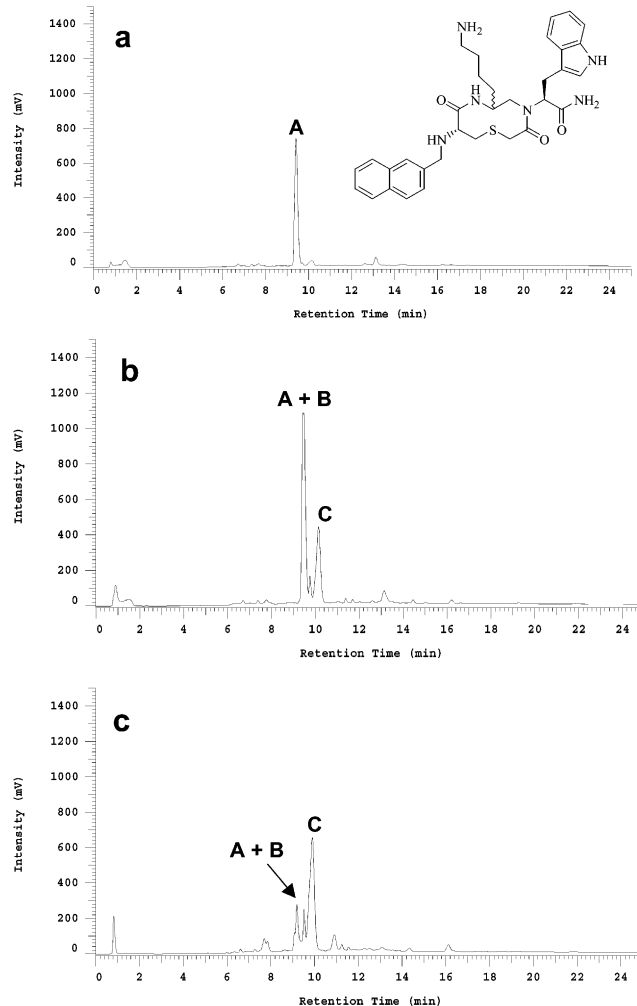 a
1400
1200
1000
800
600
400
200
0
Intensity (mV)
A
NH2
NH
H
N
O
N
NH2
O
HN
S
O
0 2 4 6 8 10 12 14 16 18 20 22 24
Retention Time (min)
b
1400
1200
1000
800
600
400
200
0
Intensity (mV)
A + B
C
0 2 4 6 8 10 12 14 16 18 20 22 24
Retention Time (min)
c
1400
1200
1000
800
600
400
200
0
Intensity (mV)
A + B
C
0 2 4 6 8 10 12 14 16 18 20 22 24
Retention Time (min)